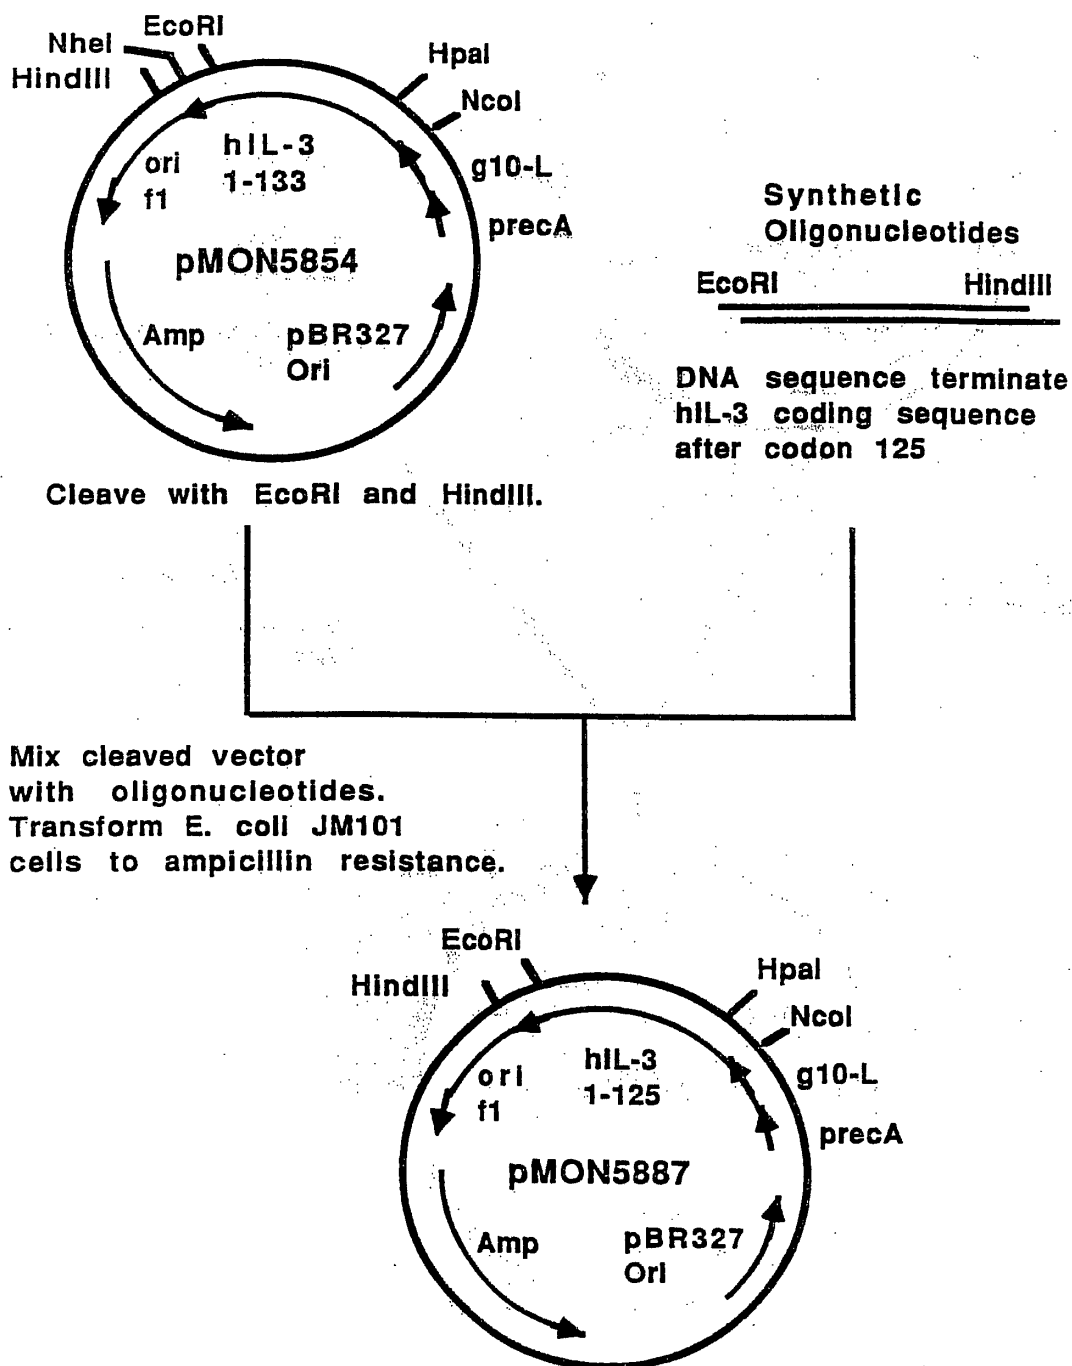 EcoRI
NheI
HindIII
HpaI
NcoI
ori
f1
hIL-3
1-133
g10-L
precA
pMON5854
Amp
pBR327
Ori
Synthetic
Oligonucleotides
EcoRI
HindIII
DNA sequence terminate
hIL-3 coding sequence
after codon 125
Cleave with EcoRI and HindIII.
Mix cleaved vector
with oligonucleotides.
Transform E. coli JM101
cells to ampicillin resistance.
EcoRI
HindIII
HpaI
NcoI
ori
f1
hIL-3
1-125
g10-L
precA
pMON5887
Amp
pBR327
Ori